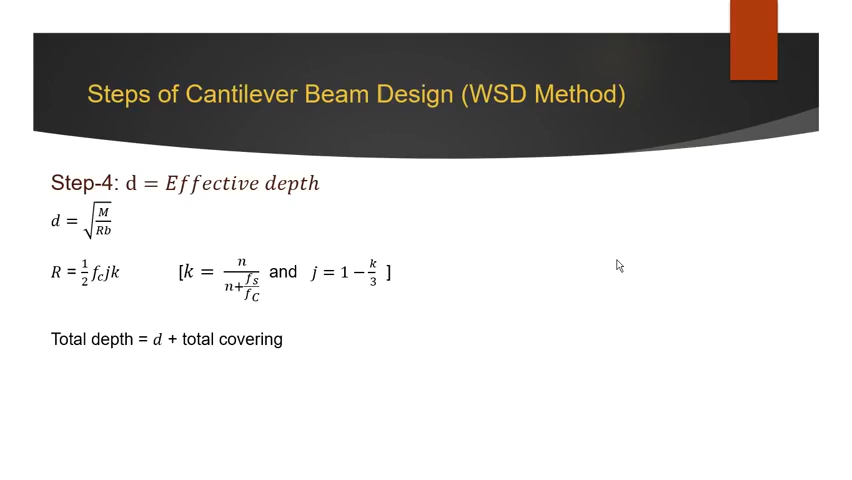 Steps of Cantilever Beam Design (WSD Method)
Step-4: d = Effective depth
d = √(M/Rb)
R = 1/2 f_c jk [k = n/(n+f_s/f_C) and j = 1 − k/3 ]
Total depth = d + total covering